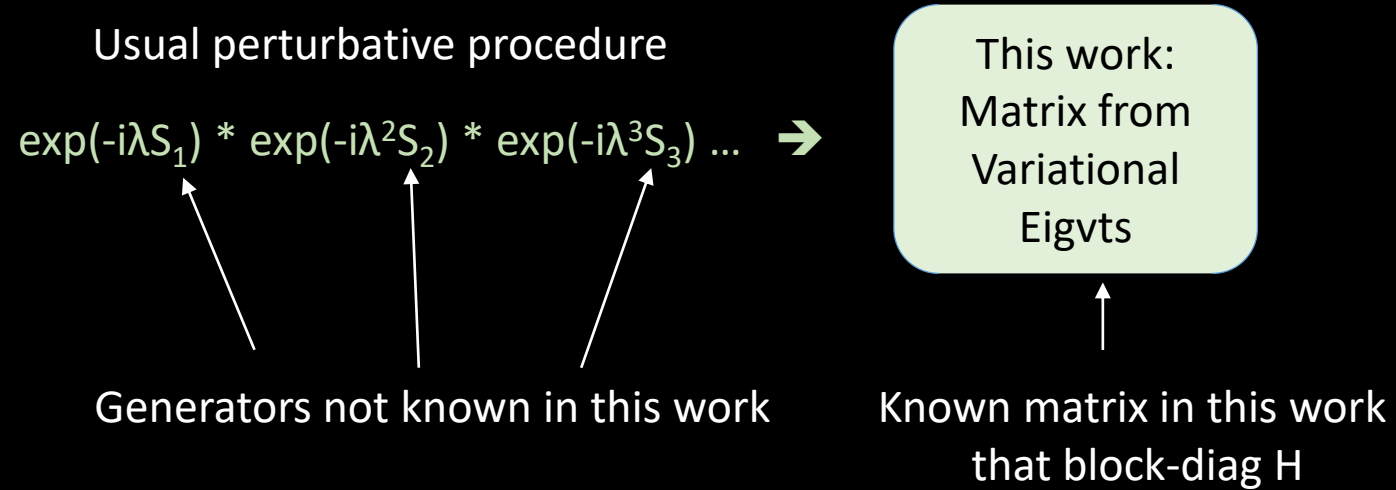 Usual perturbative procedure
exp(-iλS₁) * exp(-iλ²S₂) * exp(-iλ³S₃) ... ➔
This work:
Matrix from
Variational
Eigvts
Generators not known in this work
Known matrix in this work
that block-diag H